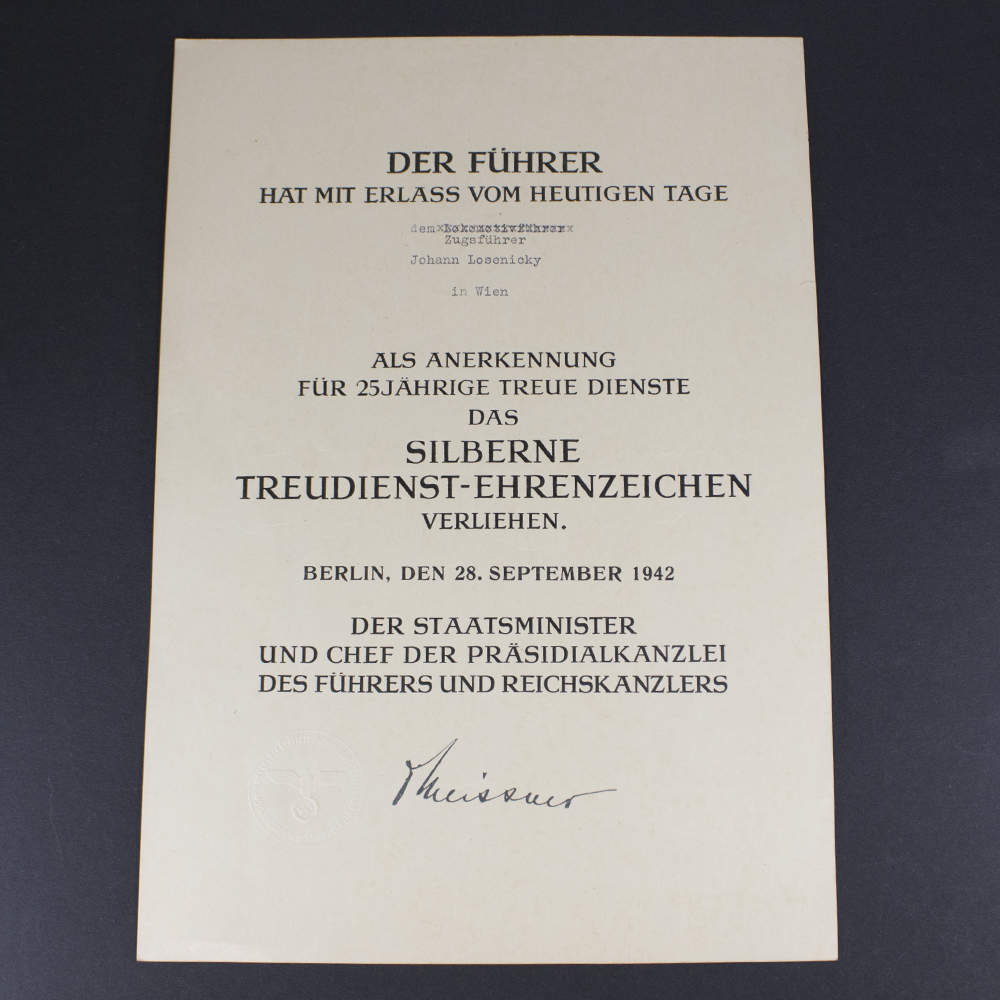 DER FÜHRER
HAT MIT ERLASS VOM HEUTIGEN TAGE
dem Lokomotivführer
Zugsführer
Johann Losenicky
in Wien
ALS ANERKENNUNG
FÜR 25JÄHRIGE TREUE DIENSTE
DAS
SILBERNE
TREUDIENST-EHRENZEICHEN
VERLIEHEN.
BERLIN, DEN 28. SEPTEMBER 1942
DER STAATSMINISTER
UND CHEF DER PRÄSIDIALKANZLEI
DES FÜHRERS UND REICHSKANZLERS
Meissner